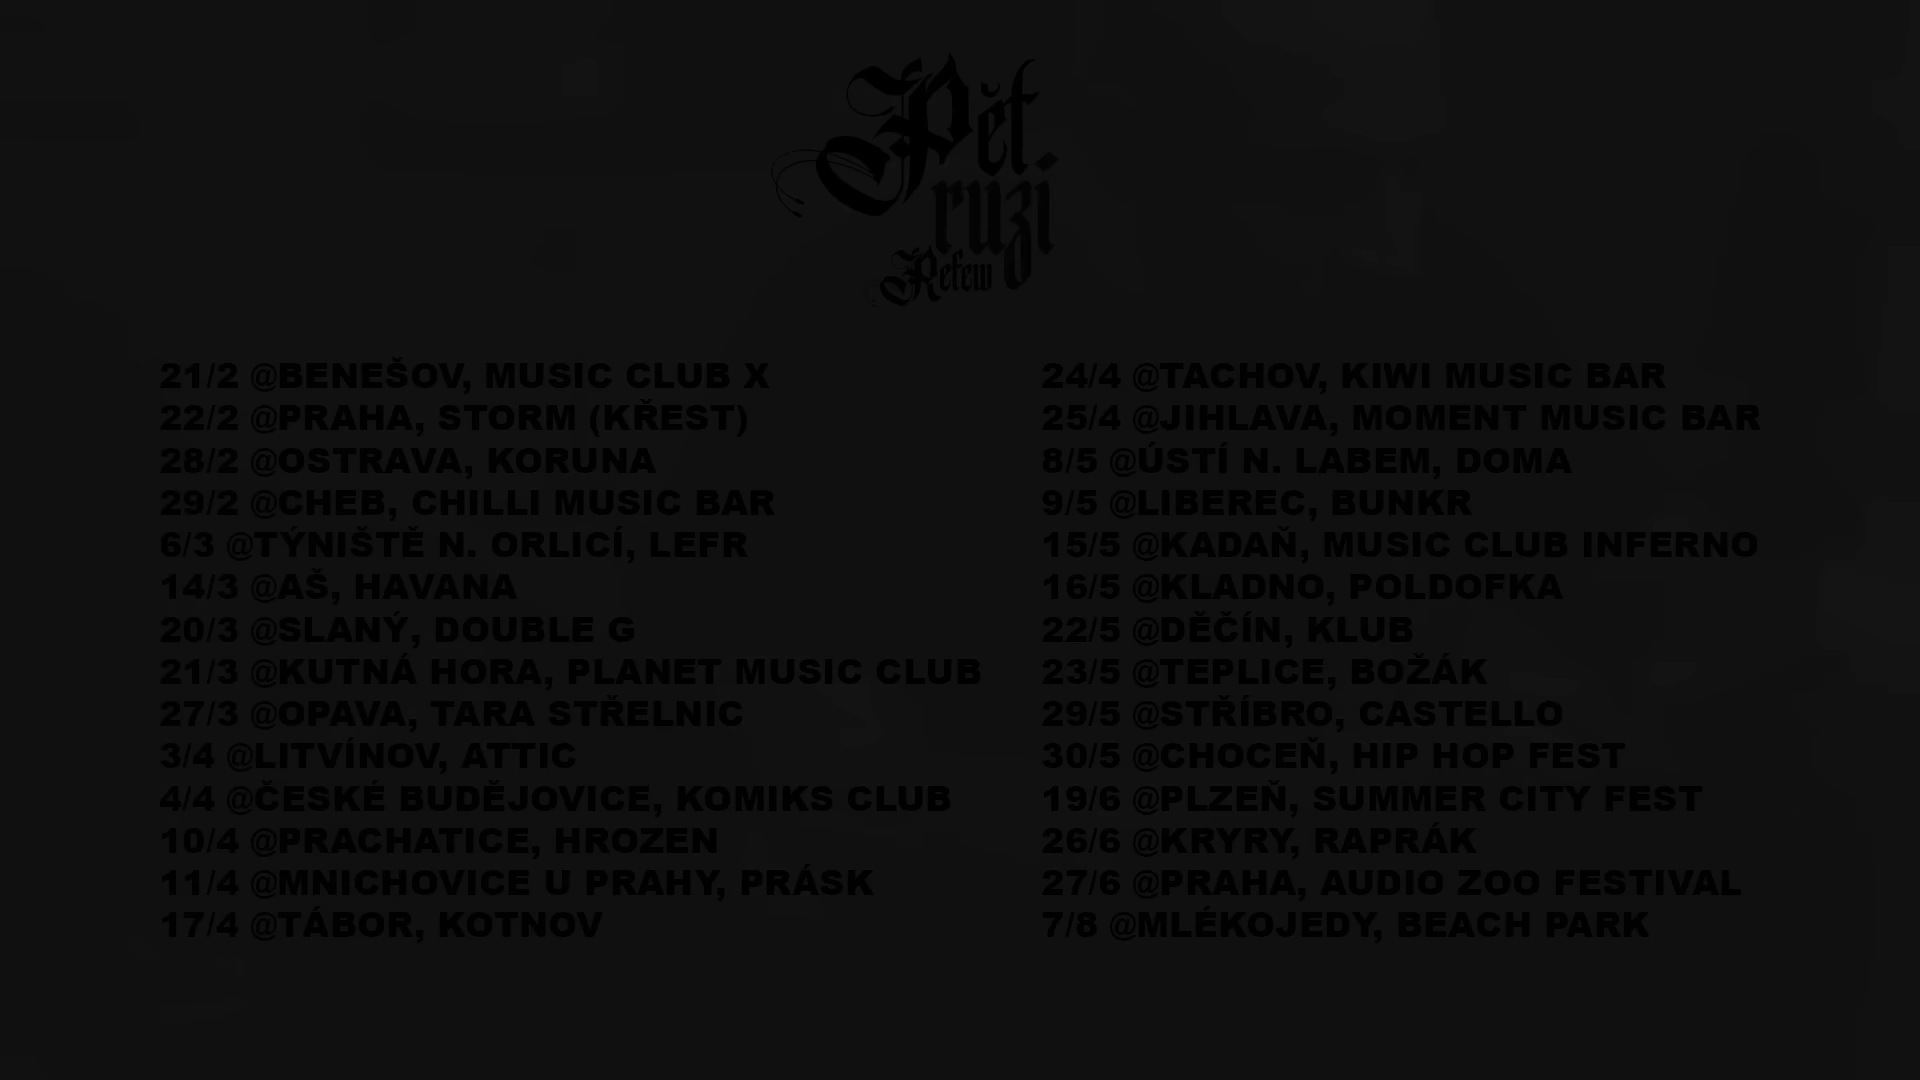 Pět
ruzí
Refew
21/2 @BENEŠOV, MUSIC CLUB X
22/2 @PRAHA, STORM (KŘEST)
28/2 @OSTRAVA, KORUNA
29/2 @CHEB, CHILLI MUSIC BAR
6/3 @TÝNIŠTĚ N. ORLICÍ, LEFR
14/3 @AŠ, HAVANA
20/3 @SLANÝ, DOUBLE G
21/3 @KUTNÁ HORA, PLANET MUSIC CLUB
27/3 @OPAVA, TARA STŘELNIC
3/4 @LITVÍNOV, ATTIC
4/4 @ČESKÉ BUDĚJOVICE, KOMIKS CLUB
10/4 @PRACHATICE, HROZEN
11/4 @MNICHOVICE U PRAHY, PRÁSK
17/4 @TÁBOR, KOTNOV
24/4 @TACHOV, KIWI MUSIC BAR
25/4 @JIHLAVA, MOMENT MUSIC BAR
8/5 @ÚSTÍ N. LABEM, DOMA
9/5 @LIBEREC, BUNKR
15/5 @KADAŇ, MUSIC CLUB INFERNO
16/5 @KLADNO, POLDOFKA
22/5 @DĚČÍN, KLUB
23/5 @TEPLICE, BOŽÁK
29/5 @STŘÍBRO, CASTELLO
30/5 @CHOCEŇ, HIP HOP FEST
19/6 @PLZEŇ, SUMMER CITY FEST
26/6 @KRYRY, RAPRÁK
27/6 @PRAHA, AUDIO ZOO FESTIVAL
7/8 @MLÉKOJEDY, BEACH PARK